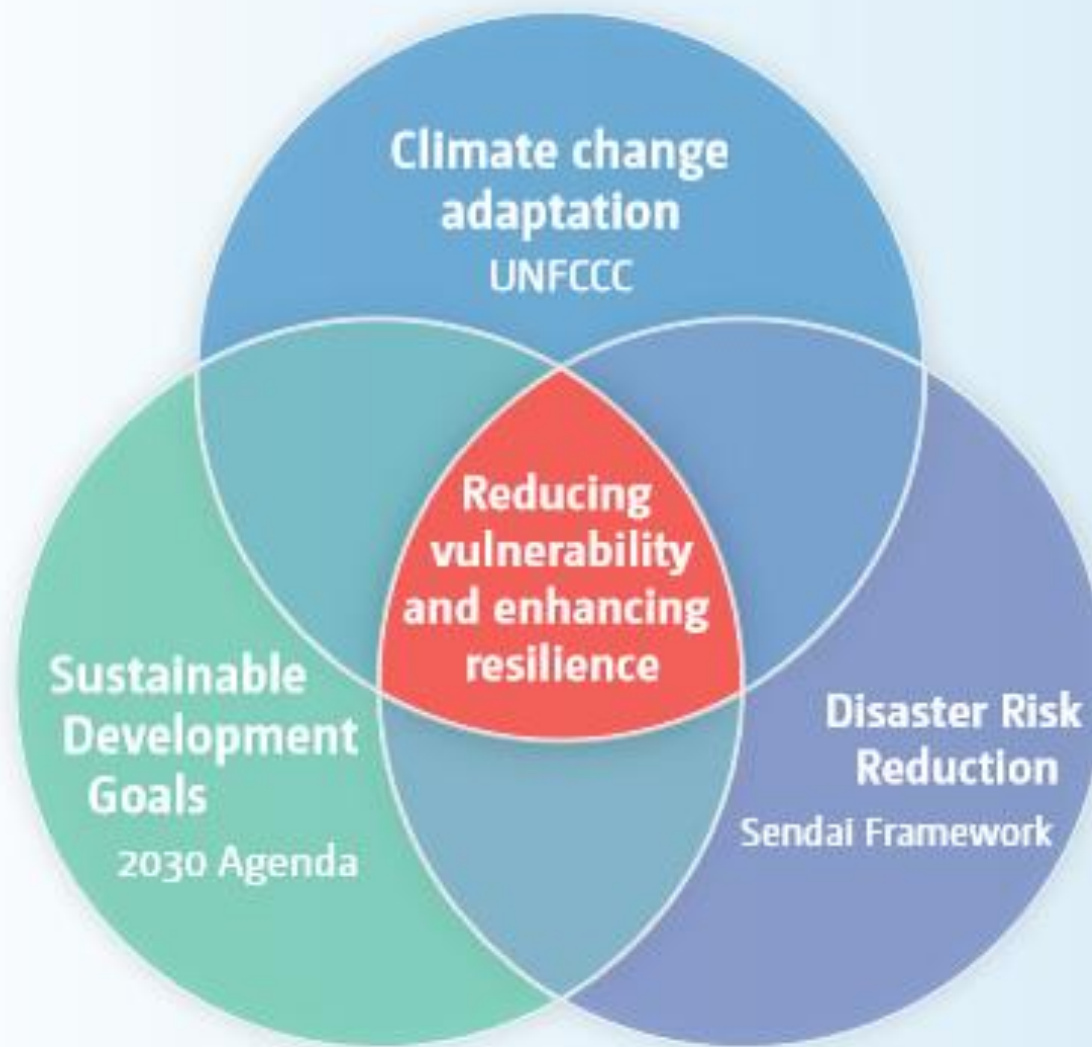 Climate change
adaptation
UNFCCC
Reducing
vulnerability
and enhancing
resilience
Sustainable
Development
Goals
2030 Agenda
Disaster Risk
Reduction
Sendai Framework